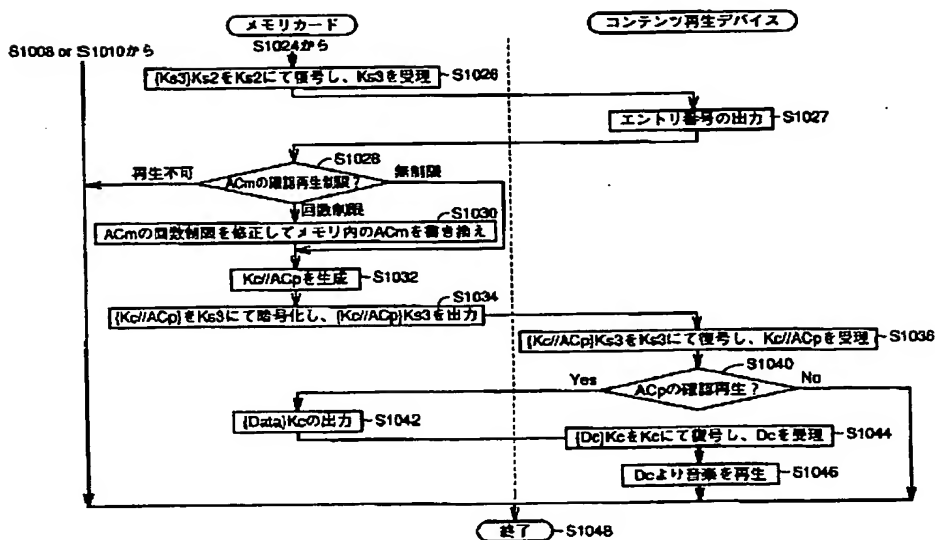 メモリカード
コンテンツ再生デバイス
S1024から
S1008 or S1010から
{Ks3}Ks2をKs2にて復号し、Ks3を受理
S1026
エントリ番号の出力
S1027
S1028
再生不可
ACmの確認再生制限？
無制限
回数制限
S1030
ACmの回数制限を修正してメモリ内のACmを書き換え
Kc//ACpを生成
S1032
S1034
{Kc//ACp}をKs3にて暗号化し、{Kc//ACp}Ks3を出力
{Kc//ACp}Ks3をKs3にて復号し、Kc//ACpを受理
S1036
S1040
Yes
ACpの確認再生？
No
{Data}Kcの出力
S1042
{Dc}KcをKcにて復号し、Dcを受理
S1044
Dcより音楽を再生
S1046
終了
S1048